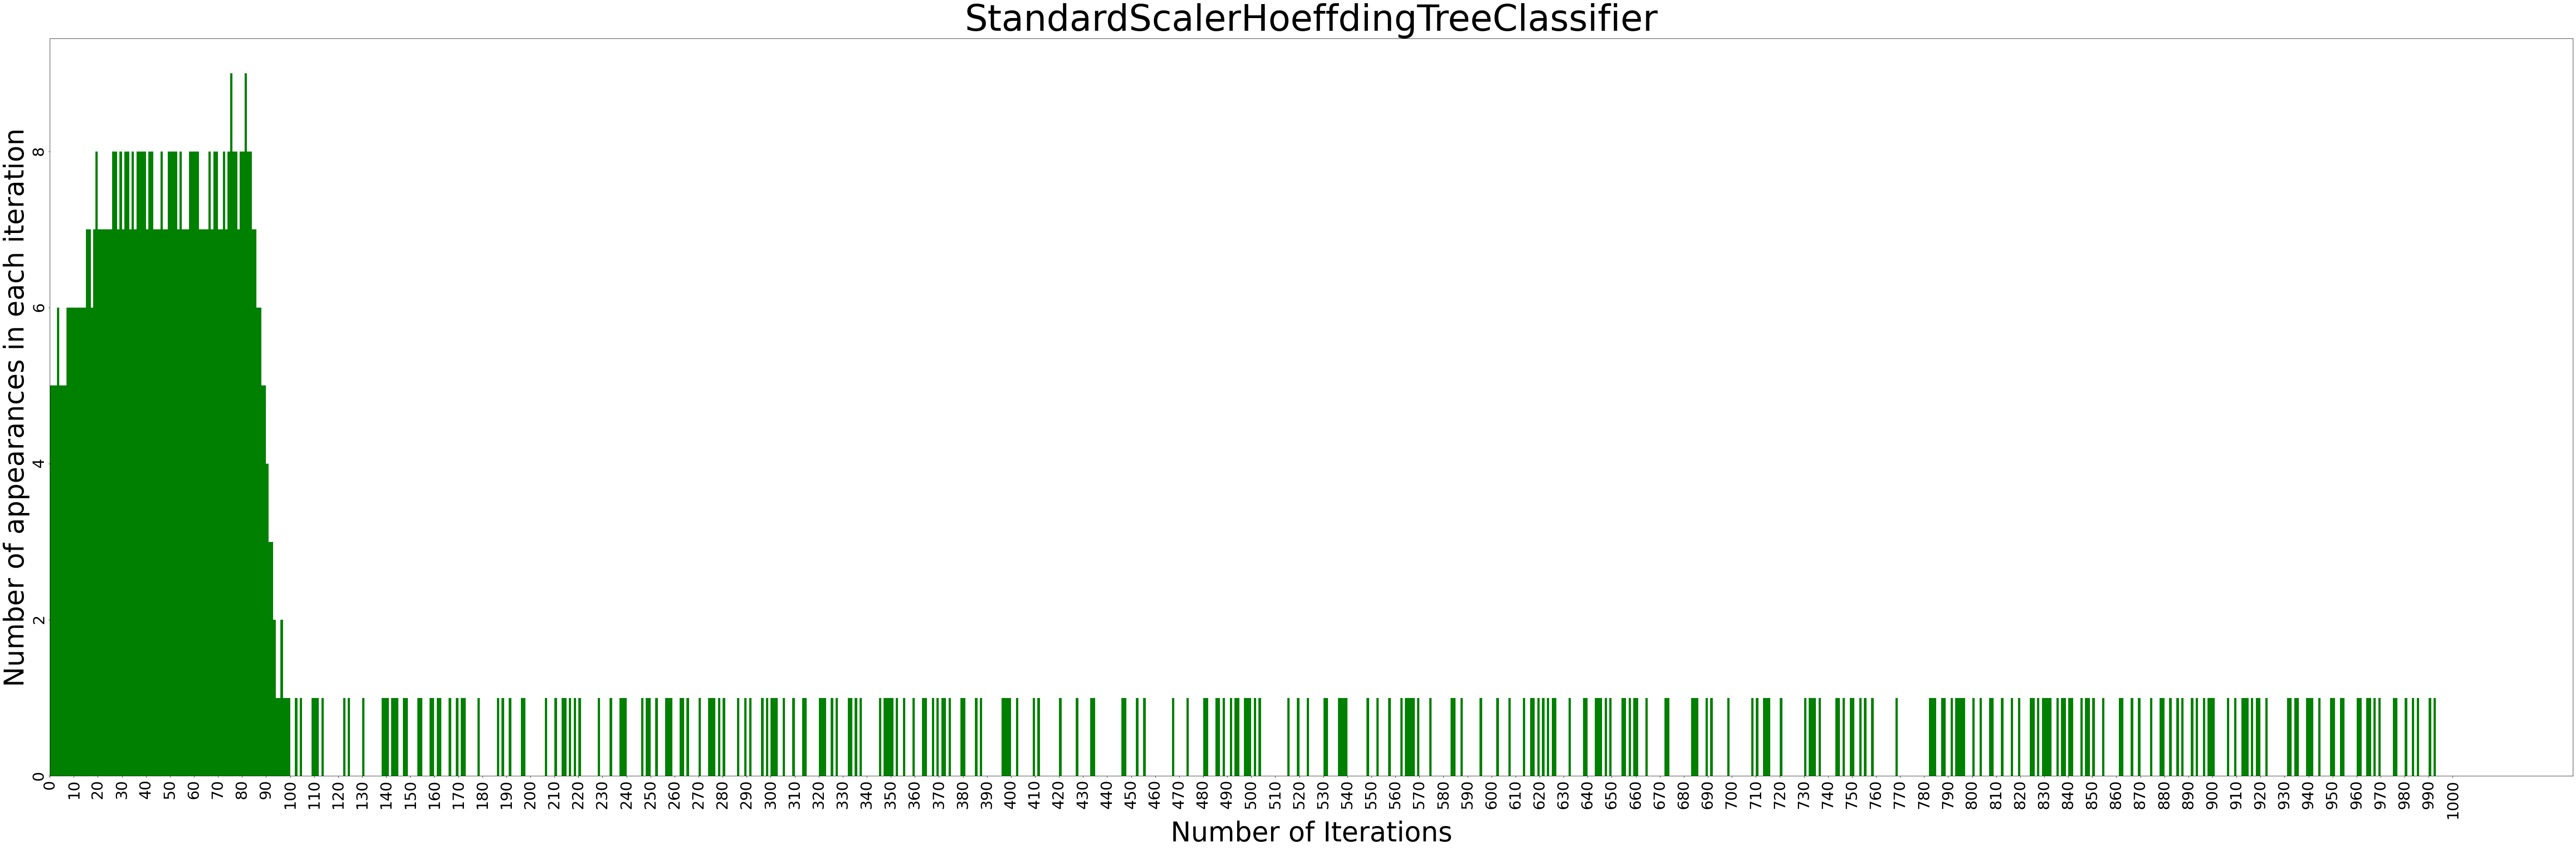 StandardScalerHoeffdingTreeClassifier
Number of appearances in each iteration
8
6
4
2
0
0 10 20 30 40 50 60 70 80 90 100 110 120 130 140 150 160 170 180 190 200 210 220 230 240 250 260 270 280 290 300 310 320 330 340 350 360 370 380 390 400 410 420 430 440 450 460 470 480 490 500 510 520 530 540 550 560 570 580 590 600 610 620 630 640 650 660 670 680 690 700 710 720 730 740 750 760 770 780 790 800 810 820 830 840 850 860 870 880 890 900 910 920 930 940 950 960 970 980 990 1000
Number of Iterations